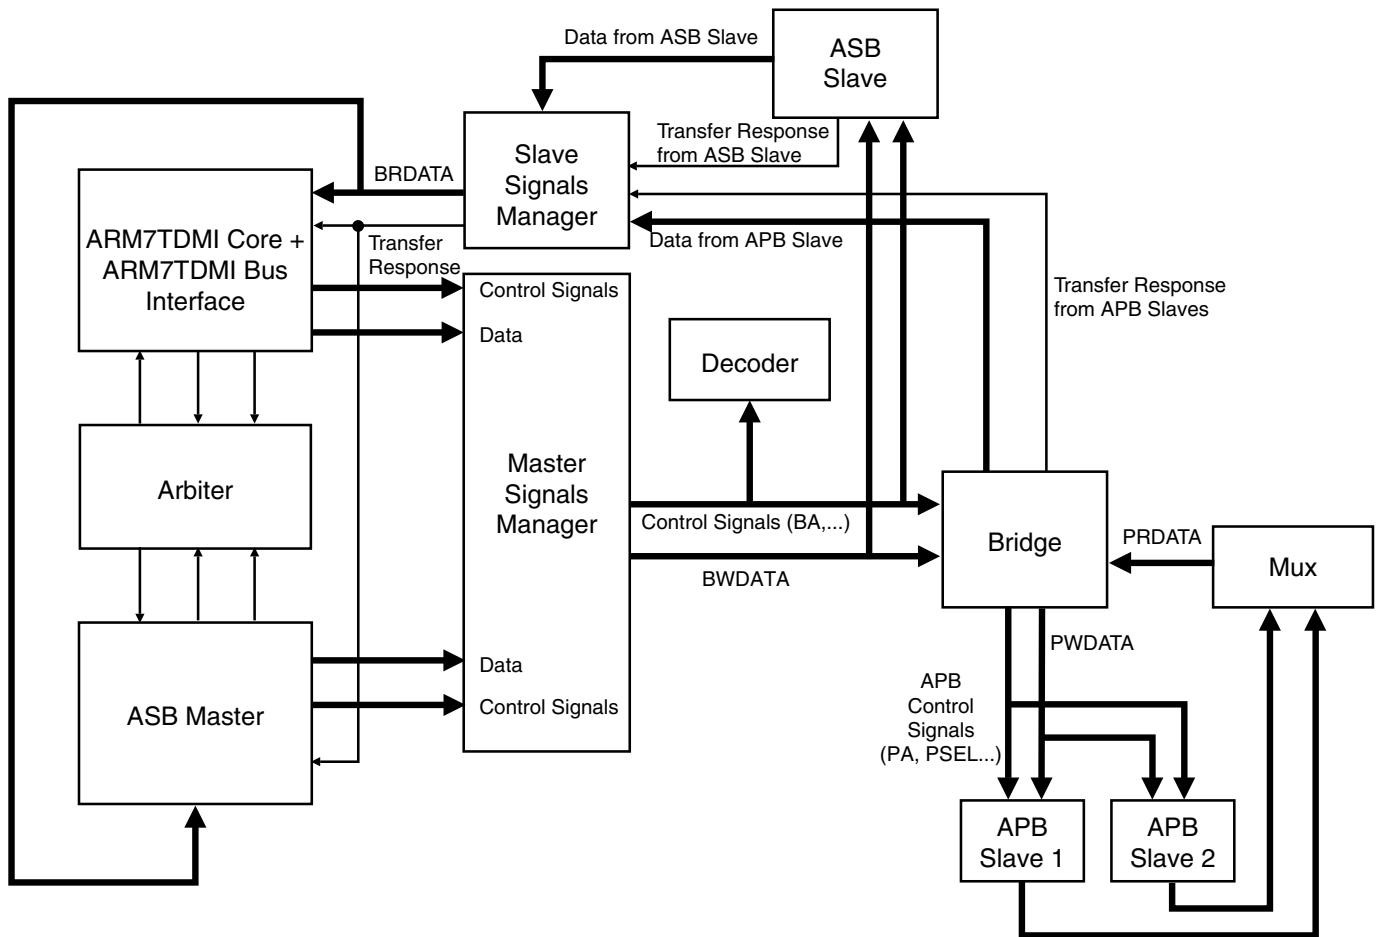 Data from ASB Slave
ASB
Slave
Transfer Response
from ASB Slave
Slave
Signals
Manager
BRDATA
ARM7TDMI Core +
ARM7TDMI Bus
Interface
Transfer
Response
Data from APB Slave
Transfer Response
from APB Slaves
Control Signals
Data
Decoder
Master
Signals
Manager
Arbiter
Control Signals (BA,...)
BWDATA
Bridge
PRDATA
Mux
PWDATA
Data
Control Signals
ASB Master
APB
Control
Signals
(PA, PSEL...)
APB
Slave 1
APB
Slave 2